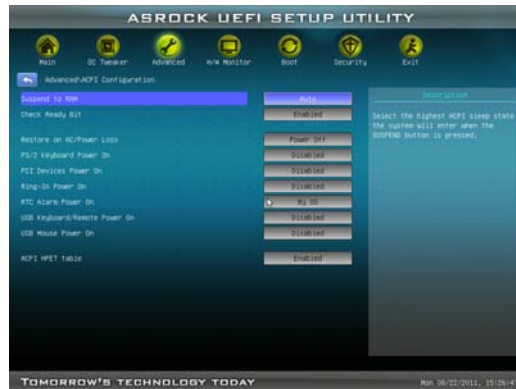 ASROCK UEFI SETUP UTILITY
Main OC Tweaker Advanced H/W Monitor Boot Security Exit
Advanced\ACPI Configuration
Description
Suspend to RAM Auto
Select the highest ACPI sleep state
Check Ready Bit Enabled
the system will enter when the
SUSPEND button is pressed.
Restore on AC/Power Loss Power Off
PS/2 Keyboard Power On Disabled
PCI Devices Power On Disabled
Ring-In Power On Disabled
RTC Alarm Power On By OS
USB Keyboard/Remote Power On Disabled
USB Mouse Power On Disabled
ACPI HPET table Enabled
TOMORROW'S TECHNOLOGY TODAY
Mon 08/22/2011,